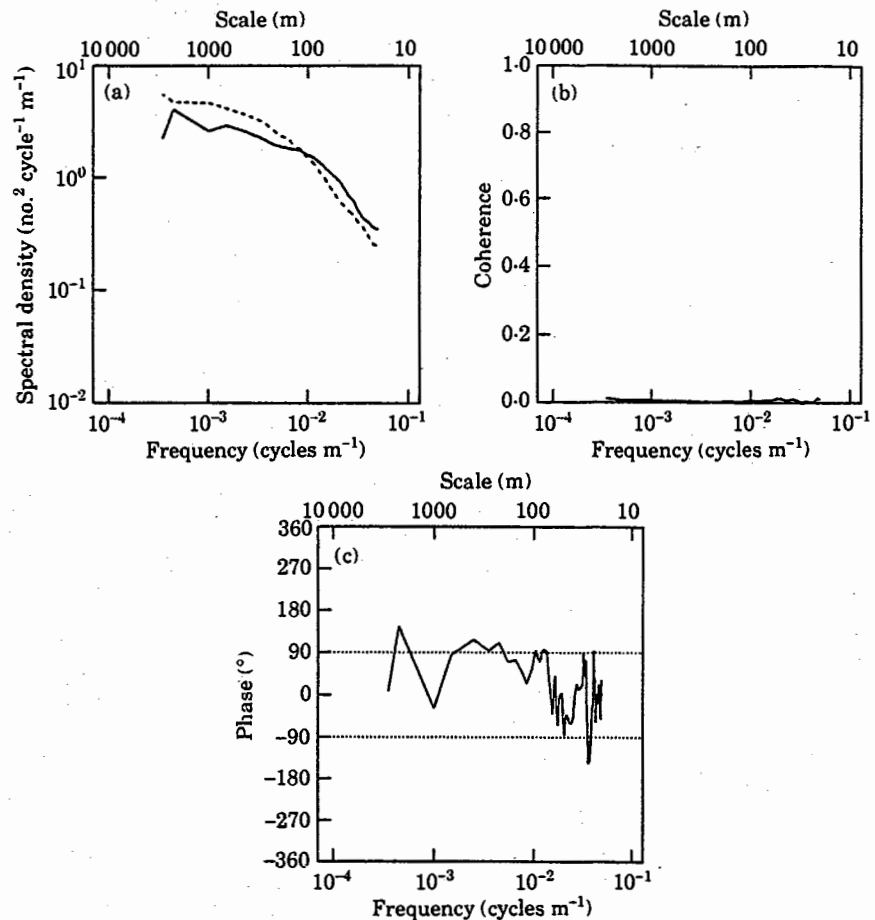 Scale (m)
10 000 1000 100 10
(a)
Spectral density (no.² cycle⁻¹ m⁻¹)
10¹
10⁰
10⁻¹
10⁻²
10⁻⁴ 10⁻³ 10⁻² 10⁻¹
Frequency (cycles m⁻¹)
Scale (m)
10 000 1000 100 10
(b)
Coherence
1·0
0·8
0·6
0·4
0·2
0·0
10⁻⁴ 10⁻³ 10⁻² 10⁻¹
Frequency (cycles m⁻¹)
Scale (m)
10 000 1000 100 10
(c)
Phase (°)
360
270
180
90
0
−90
−180
−270
−360
10⁻⁴ 10⁻³ 10⁻² 10⁻¹
Frequency (cycles m⁻¹)